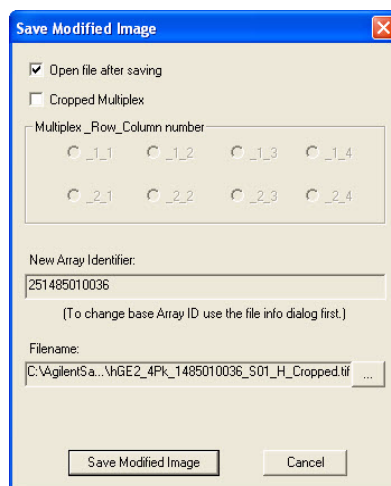 Save Modified Image
Open file after saving
Cropped Multiplex
Multiplex _Row_Column number
_1_1 _1_2 _1_3 _1_4
_2_1 _2_2 _2_3 _2_4
New Array Identifier:
251485010036
(To change base Array ID use the file info dialog first.)
Filename:
C:\AgilentSa...\hGE2_4Pk_1485010036_S01_H_Cropped.tif ...
Save Modified Image Cancel